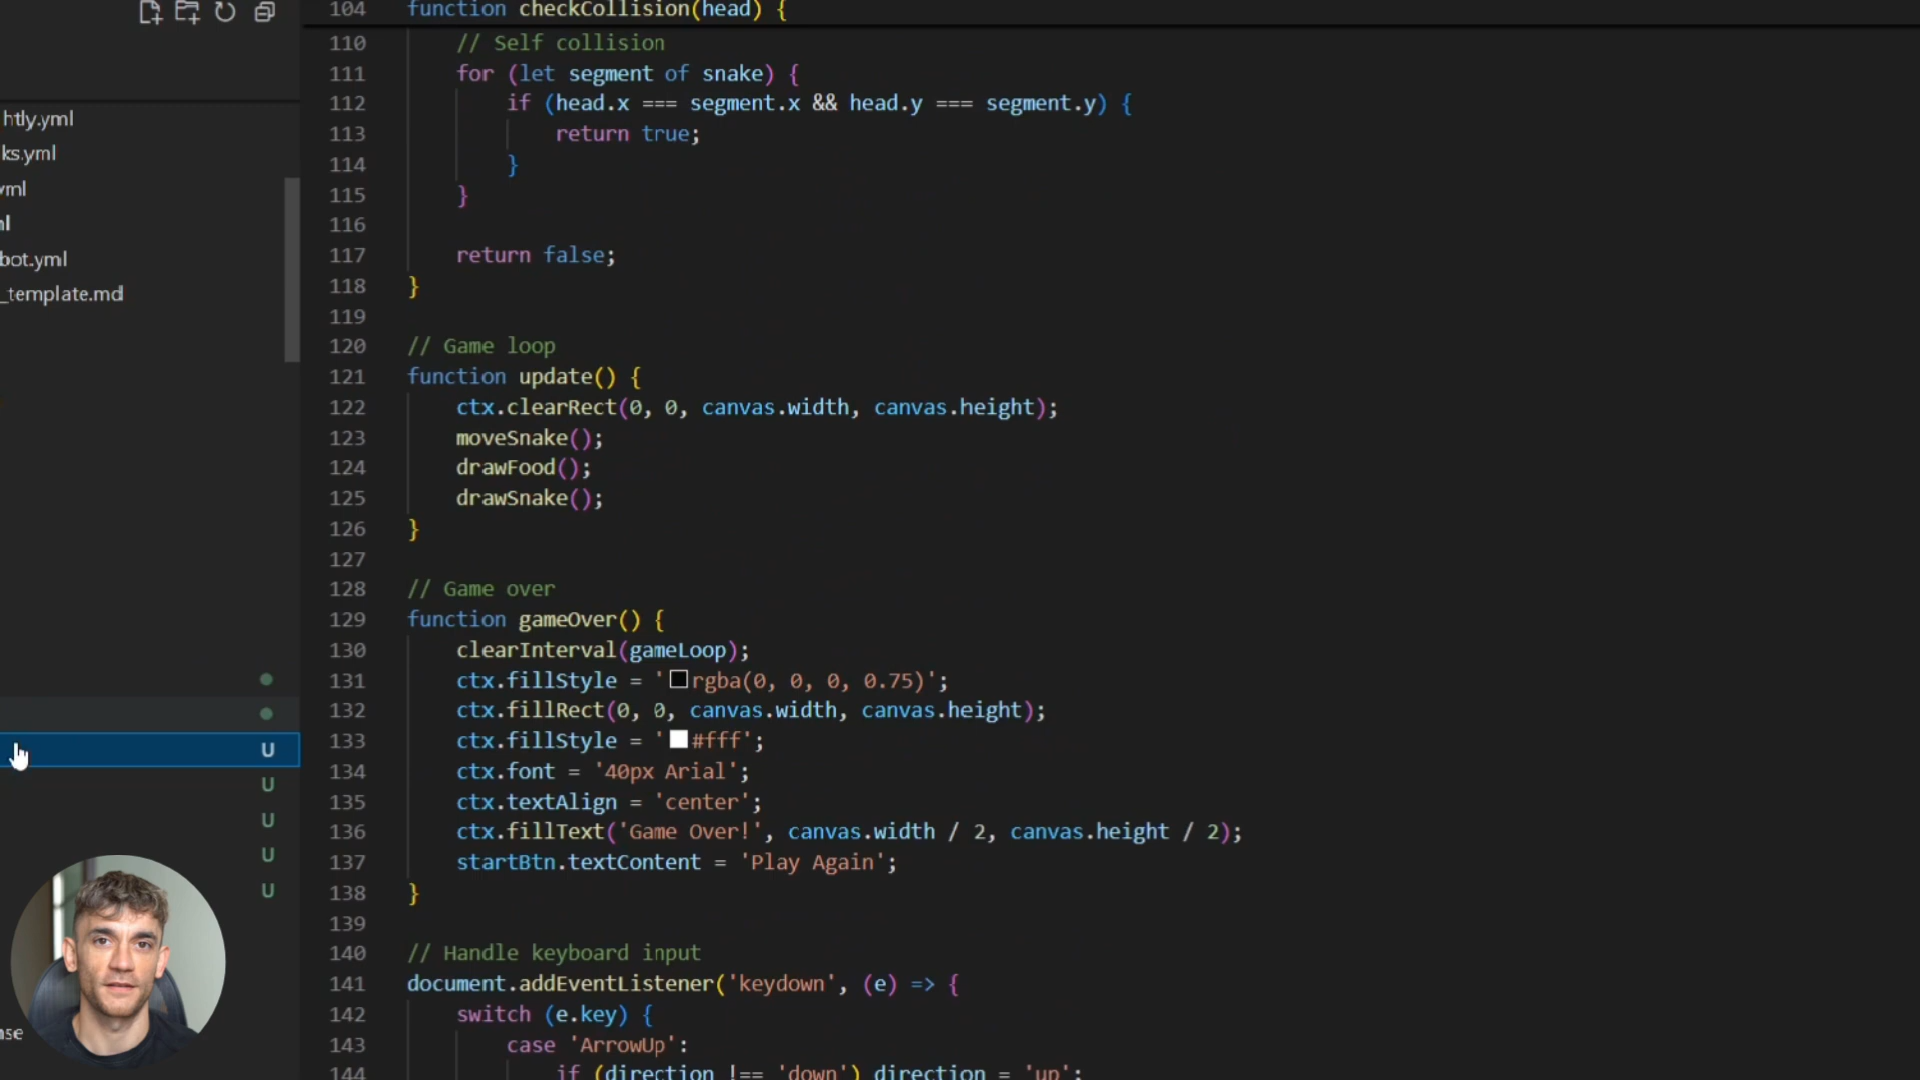 104 function checkCollision(head) {
110 // Self collision
111 for (let segment of snake) {
112 if (head.x === segment.x && head.y === segment.y) {
113 return true;
114 }
115 }
116
117 return false;
118 }
119
120 // Game loop
121 function update() {
122 ctx.clearRect(0, 0, canvas.width, canvas.height);
123 moveSnake();
124 drawFood();
125 drawSnake();
126 }
127
128 // Game over
129 function gameOver() {
130 clearInterval(gameLoop);
131 ctx.fillStyle = 'rgba(0, 0, 0, 0.75)';
132 ctx.fillRect(0, 0, canvas.width, canvas.height);
133 ctx.fillStyle = '#fff';
134 ctx.font = '40px Arial';
135 ctx.textAlign = 'center';
136 ctx.fillText('Game Over!', canvas.width / 2, canvas.height / 2);
137 startBtn.textContent = 'Play Again';
138 }
139
140 // Handle keyboard input
141 document.addEventListener('keydown', (e) => {
142 switch (e.key) {
143 case 'ArrowUp':
144 if (direction !== 'down') direction = 'up';
htly.yml
ks.yml
yml
bot.yml
_template.md
U
U
U
U
U